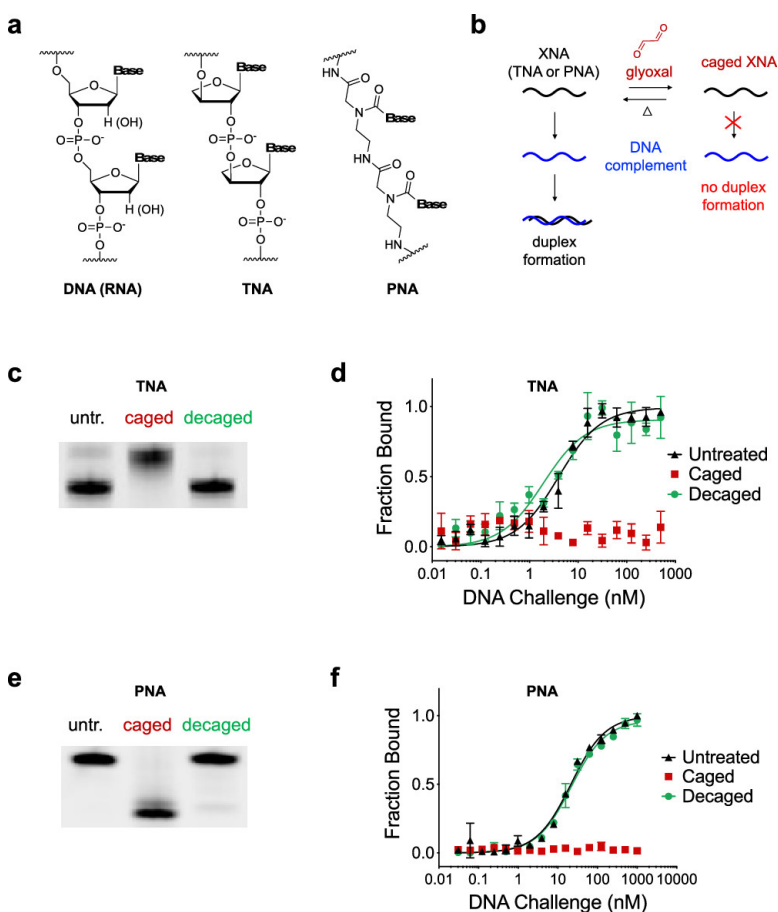 a
Base
O
O
H (OH)
O
O=P-O-
O
Base
O
H (OH)
O
O=P-O-
O
DNA (RNA)
Base
O
O
O
O=P-O-
O
Base
O
O
O=P-O-
O
TNA
NH
O
N
O
Base
NH
O
N
O
Base
HN
PNA
b
XNA
(TNA or PNA)
O
O
glyoxal
caged XNA
Δ
DNA
complement
no duplex
formation
duplex
formation
c
TNA
untr. caged decaged
d
TNA
1.0
0.5
0.0
Fraction Bound
0.01 0.1 1 10 100 1000
DNA Challenge (nM)
Untreated
Caged
Decaged
e
PNA
untr. caged decaged
f
PNA
1.0
0.5
0.0
Fraction Bound
0.01 0.1 1 10 100 1000 10000
DNA Challenge (nM)
Untreated
Caged
Decaged